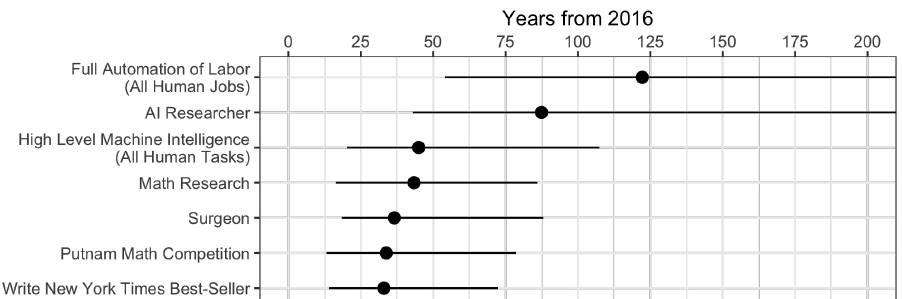 Years from 2016
0 25 50 75 100 125 150 175 200
Full Automation of Labor
(All Human Jobs)
AI Researcher
High Level Machine Intelligence
(All Human Tasks)
Math Research
Surgeon
Putnam Math Competition
Write New York Times Best-Seller